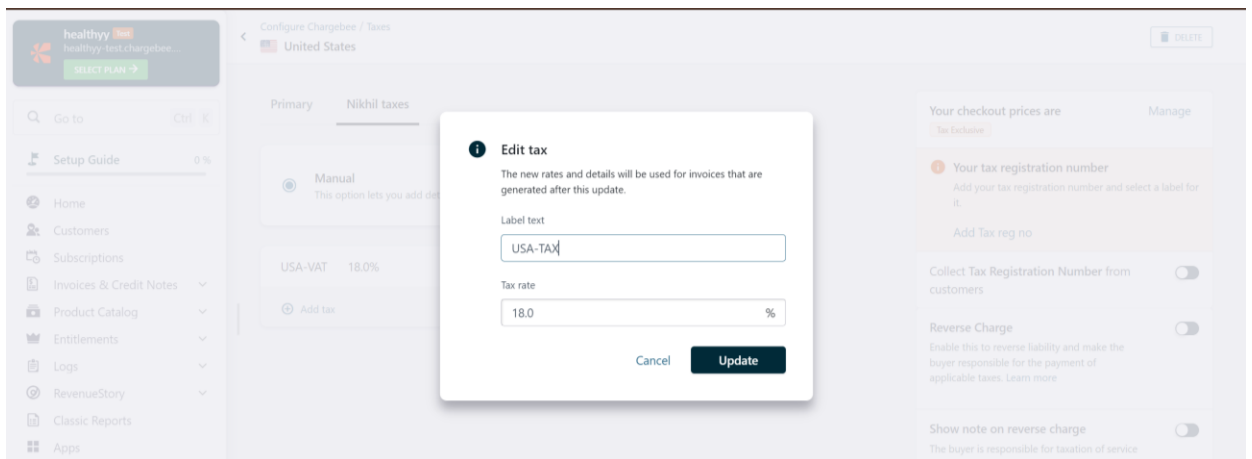 healthyy Test
healthyy-test.chargebee...
SELECT PLAN →
Go to Ctrl K
Setup Guide 0 %
Home
Customers
Subscriptions
Invoices & Credit Notes
Product Catalog
Entitlements
Logs
RevenueStory
Classic Reports
Apps
Configure Chargebee / Taxes
United States
DELETE
Primary Nikhil taxes
Manual
This option lets you add det
USA-VAT 18.0%
Add tax
Edit tax
The new rates and details will be used for invoices that are
generated after this update.
Label text
USA-TAX
Tax rate
18.0 %
Cancel Update
Your checkout prices are Manage
Tax Exclusive
Your tax registration number
Add your tax registration number and select a label for
it.
Add Tax reg no
Collect Tax Registration Number from
customers
Reverse Charge
Enable this to reverse liability and make the
buyer responsible for the payment of
applicable taxes. Learn more
Show note on reverse charge
The buyer is responsible for taxation of service